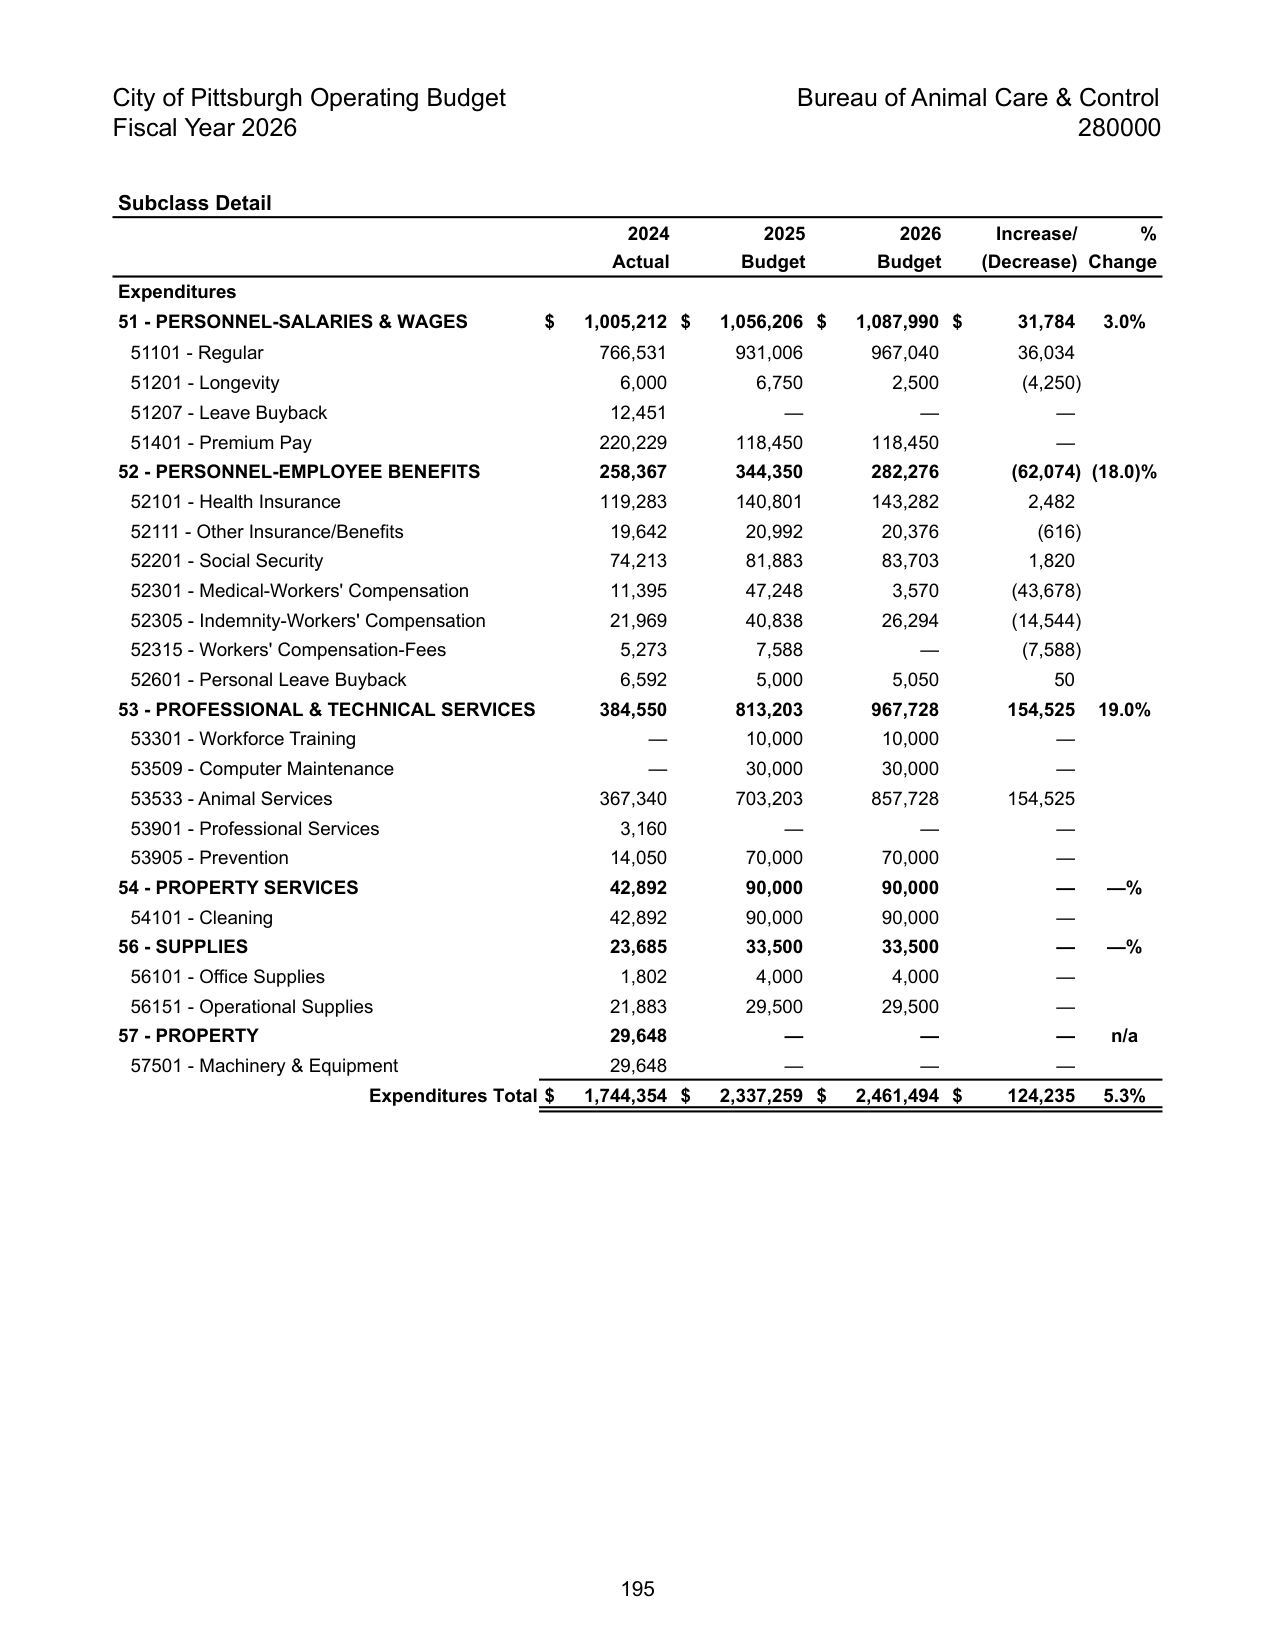 City of Pittsburgh Operating Budget Bureau of Animal Care & Control
Fiscal Year 2026 280000
Subclass Detail
2024 2025 2026 Increase/ %
Actual Budget Budget (Decrease) Change
Expenditures
51 - PERSONNEL-SALARIES & WAGES $ 1,005,212 $ 1,056,206 $ 1,087,990 $ 31,784 3.0%
51101 - Regular 766,531 931,006 967,040 36,034
51201 - Longevity 6,000 6,750 2,500 (4,250)
51207 - Leave Buyback 12,451 — — —
51401 - Premium Pay 220,229 118,450 118,450 —
52 - PERSONNEL-EMPLOYEE BENEFITS 258,367 344,350 282,276 (62,074) (18.0)%
52101 - Health Insurance 119,283 140,801 143,282 2,482
52111 - Other Insurance/Benefits 19,642 20,992 20,376 (616)
52201 - Social Security 74,213 81,883 83,703 1,820
52301 - Medical-Workers' Compensation 11,395 47,248 3,570 (43,678)
52305 - Indemnity-Workers' Compensation 21,969 40,838 26,294 (14,544)
52315 - Workers' Compensation-Fees 5,273 7,588 — (7,588)
52601 - Personal Leave Buyback 6,592 5,000 5,050 50
53 - PROFESSIONAL & TECHNICAL SERVICES 384,550 813,203 967,728 154,525 19.0%
53301 - Workforce Training — 10,000 10,000 —
53509 - Computer Maintenance — 30,000 30,000 —
53533 - Animal Services 367,340 703,203 857,728 154,525
53901 - Professional Services 3,160 — — —
53905 - Prevention 14,050 70,000 70,000 —
54 - PROPERTY SERVICES 42,892 90,000 90,000 — —%
54101 - Cleaning 42,892 90,000 90,000 —
56 - SUPPLIES 23,685 33,500 33,500 — —%
56101 - Office Supplies 1,802 4,000 4,000 —
56151 - Operational Supplies 21,883 29,500 29,500 —
57 - PROPERTY 29,648 — — — n/a
57501 - Machinery & Equipment 29,648 — — —
Expenditures Total $ 1,744,354 $ 2,337,259 $ 2,461,494 $ 124,235 5.3%
195